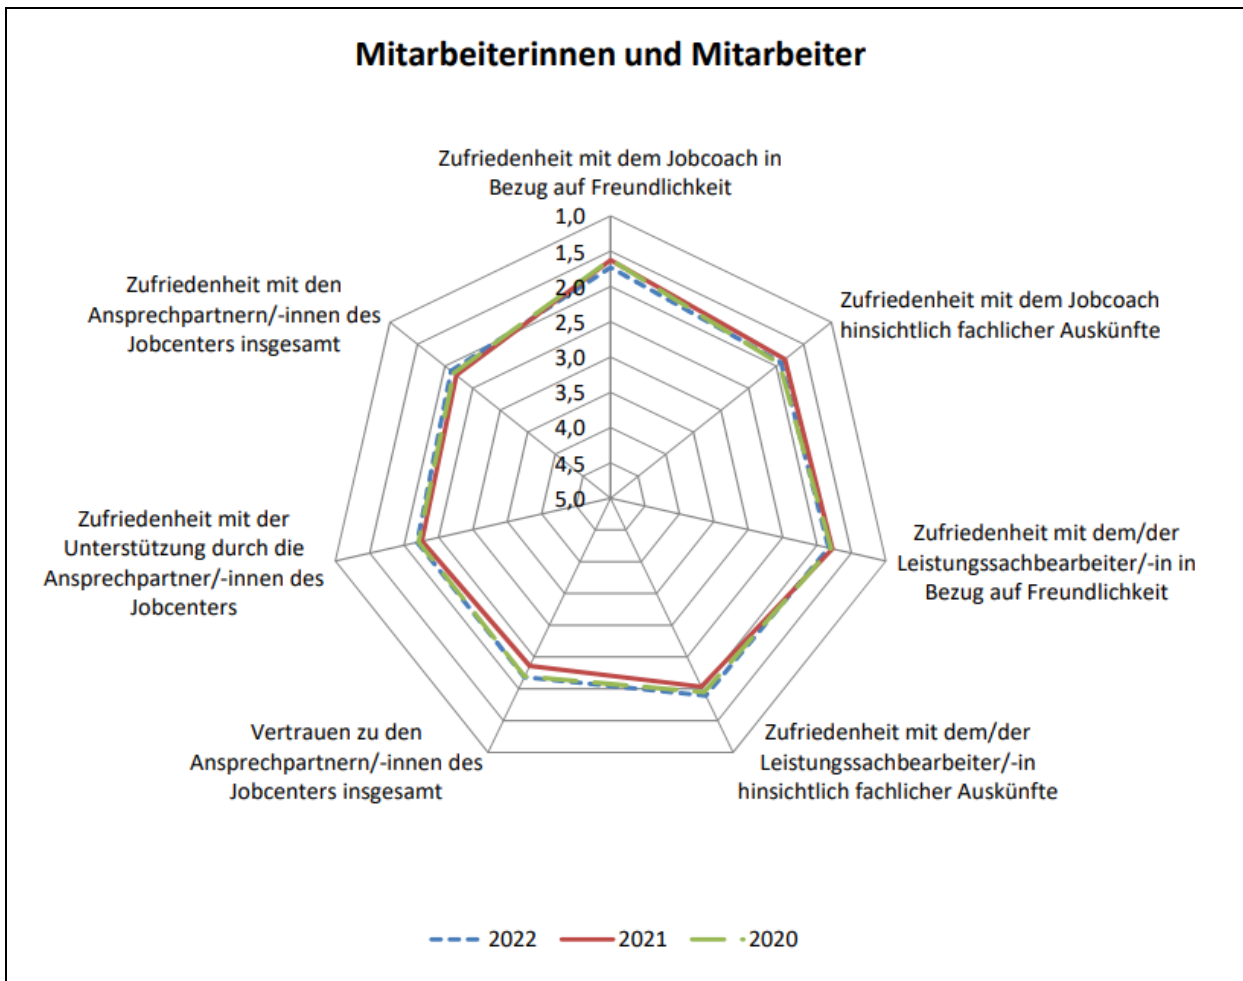 Mitarbeiterinnen und Mitarbeiter
Zufriedenheit mit dem Jobcoach in
Bezug auf Freundlichkeit
1,0
1,5
2,0
2,5
3,0
3,5
4,0
4,5
5,0
Zufriedenheit mit dem Jobcoach
hinsichtlich fachlicher Auskünfte
Zufriedenheit mit dem/der
Leistungssachbearbeiter/-in in
Bezug auf Freundlichkeit
Zufriedenheit mit dem/der
Leistungssachbearbeiter/-in
hinsichtlich fachlicher Auskünfte
Vertrauen zu den
Ansprechpartnern/-innen des
Jobcenters insgesamt
Zufriedenheit mit der
Unterstützung durch die
Ansprechpartner/-innen des
Jobcenters
Zufriedenheit mit den
Ansprechpartnern/-innen des
Jobcenters insgesamt
2022 2021 2020